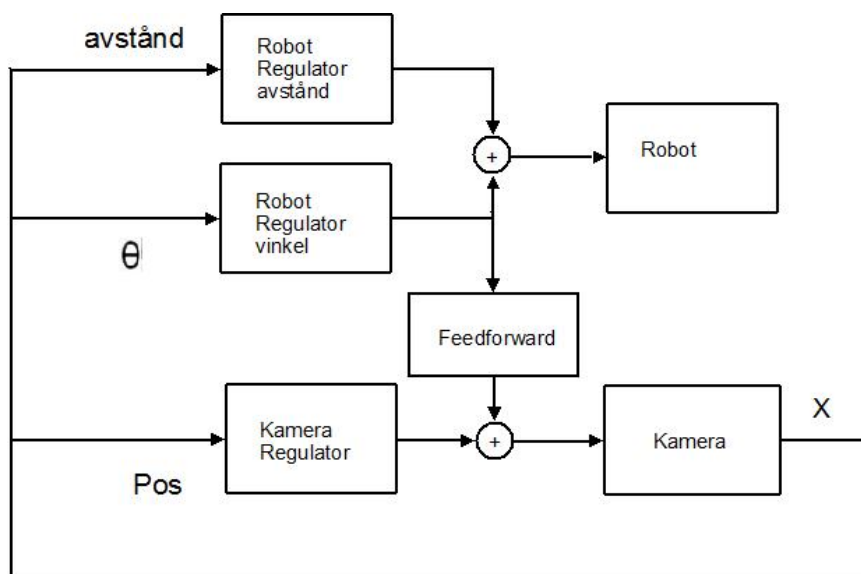 avstånd
Robot
Regulator
avstånd
+
Robot
Robot
Regulator
vinkel
θ
Feedforward
Kamera
Regulator
+
Kamera
X
Pos